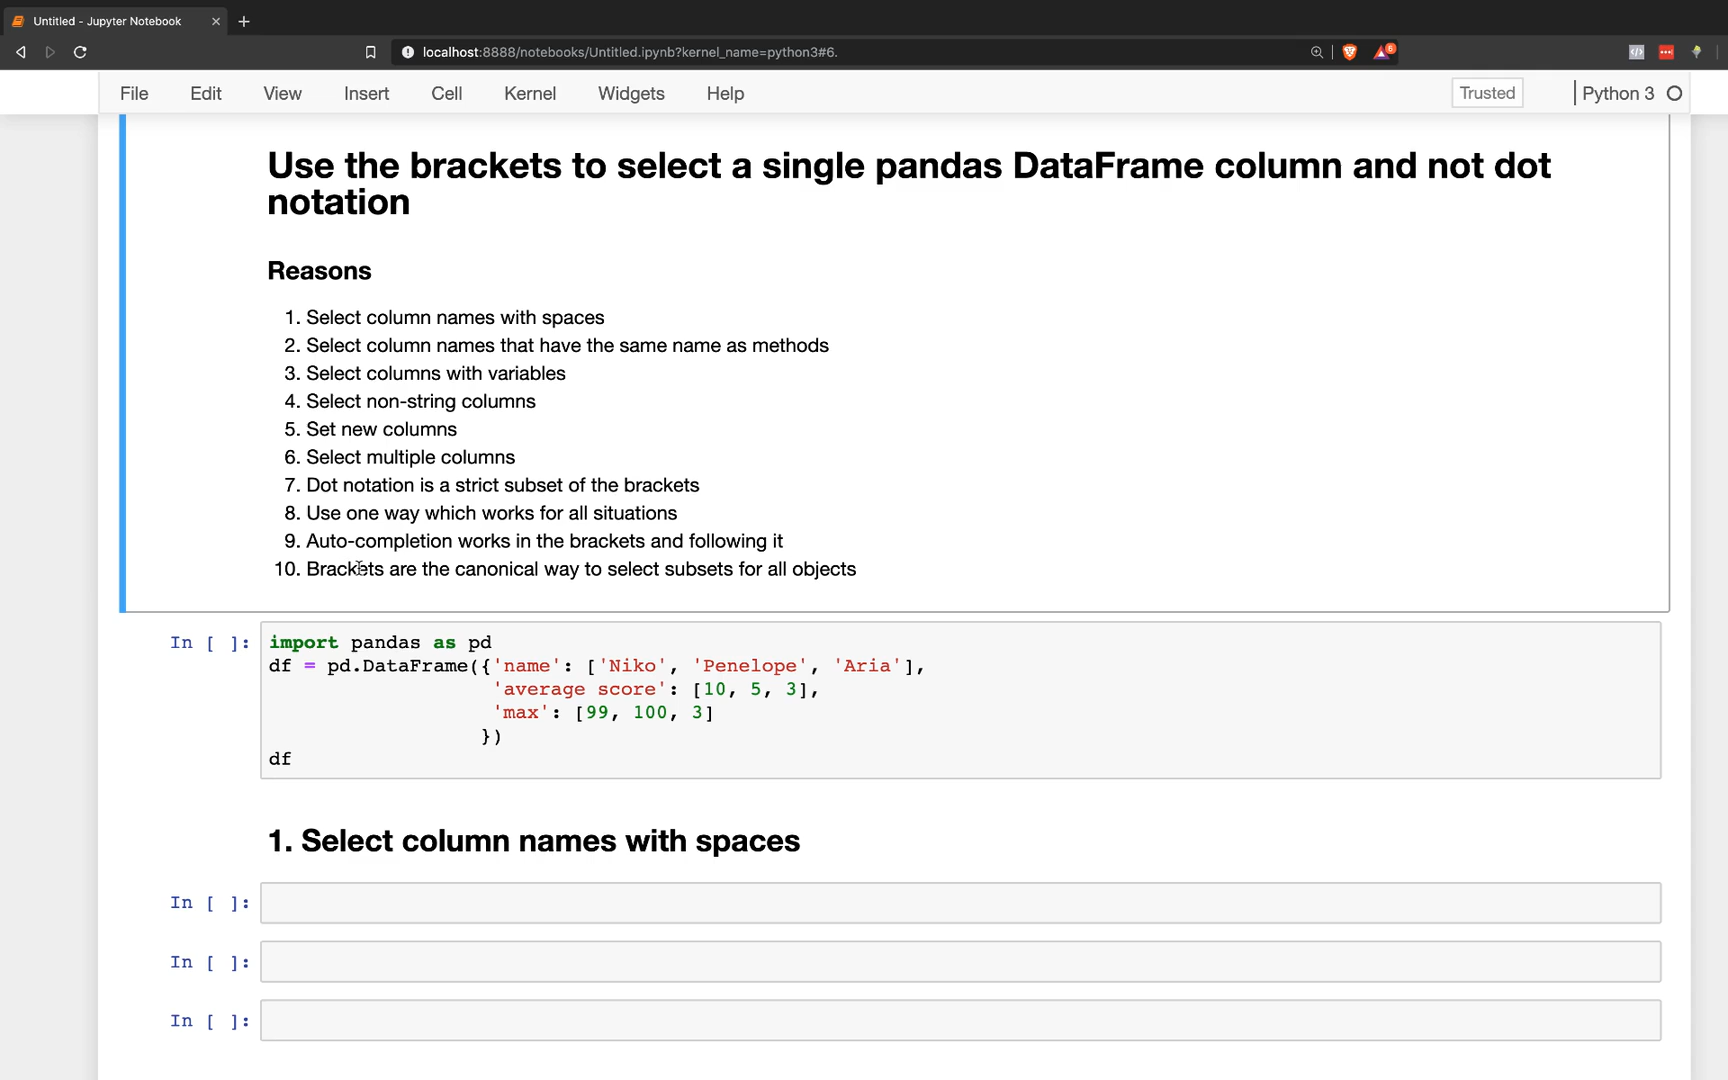 Untitled - Jupyter Notebook
localhost:8888/notebooks/Untitled.ipynb?kernel_name=python3#6.
6
File Edit View Insert Cell Kernel Widgets Help Trusted Python 3
Use the brackets to select a single pandas DataFrame column and not dot
notation
Reasons
1. Select column names with spaces
2. Select column names that have the same name as methods
3. Select columns with variables
4. Select non-string columns
5. Set new columns
6. Select multiple columns
7. Dot notation is a strict subset of the brackets
8. Use one way which works for all situations
9. Auto-completion works in the brackets and following it
10. Brackets are the canonical way to select subsets for all objects
In [ ]: import pandas as pd
df = pd.DataFrame({'name': ['Niko', 'Penelope', 'Aria'],
'average score': [10, 5, 3],
'max': [99, 100, 3]
})
df
1. Select column names with spaces
In [ ]:
In [ ]:
In [ ]: